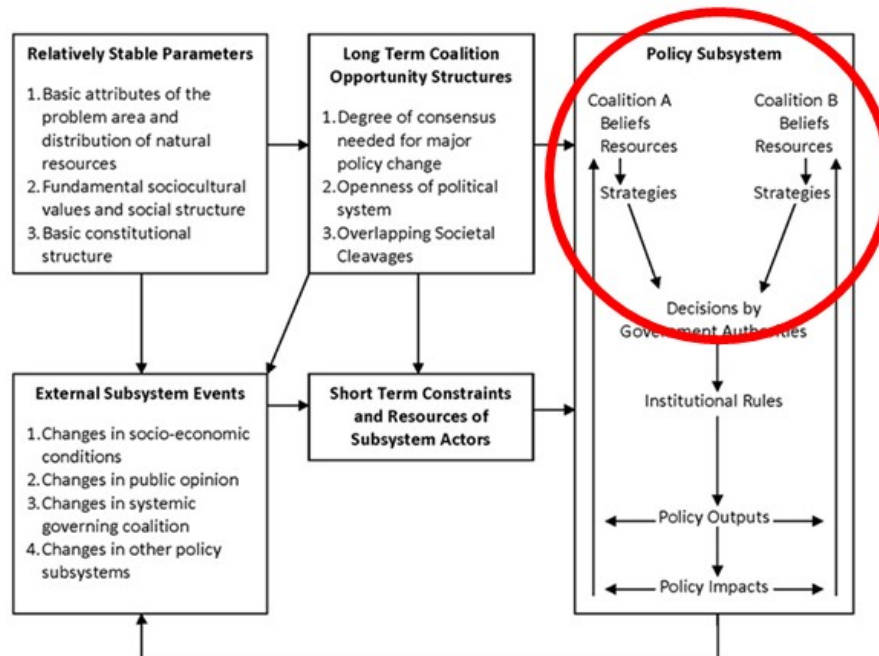 Relatively Stable Parameters
1. Basic attributes of the
problem area and
distribution of natural
resources
2. Fundamental sociocultural
values and social structure
3. Basic constitutional
structure
Long Term Coalition
Opportunity Structures
1. Degree of consensus
needed for major
policy change
2. Openness of political
system
3. Overlapping Societal
Cleavages
Policy Subsystem
Coalition A
Beliefs
Resources
Strategies
Coalition B
Beliefs
Resources
Strategies
Decisions by
Government Authorities
Institutional Rules
Policy Outputs
Policy Impacts
External Subsystem Events
1. Changes in socio-economic
conditions
2. Changes in public opinion
3. Changes in systemic
governing coalition
4. Changes in other policy
subsystems
Short Term Constraints
and Resources of
Subsystem Actors